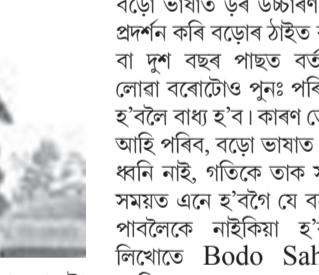 বড়ো ভাষাত ড়ৰ উচ্চাৰণ
প্ৰদৰ্শন কৰি বড়োৰ ঠাইত
বা দুশ বছৰ পাছত বৰ্ত
লোৱা বৰোটোও পুনঃ পৰি
হ'বলৈ বাধ্য হ'ব। কাৰণ
আহি পৰিব, বড়ো ভাষাত
ধ্বনি নাই, গতিকে তাক
সময়ত এনে হ'বগৈ যে
পাবলৈকে নাইকিয়া হ'ব
লিখোতে Bodo Sah